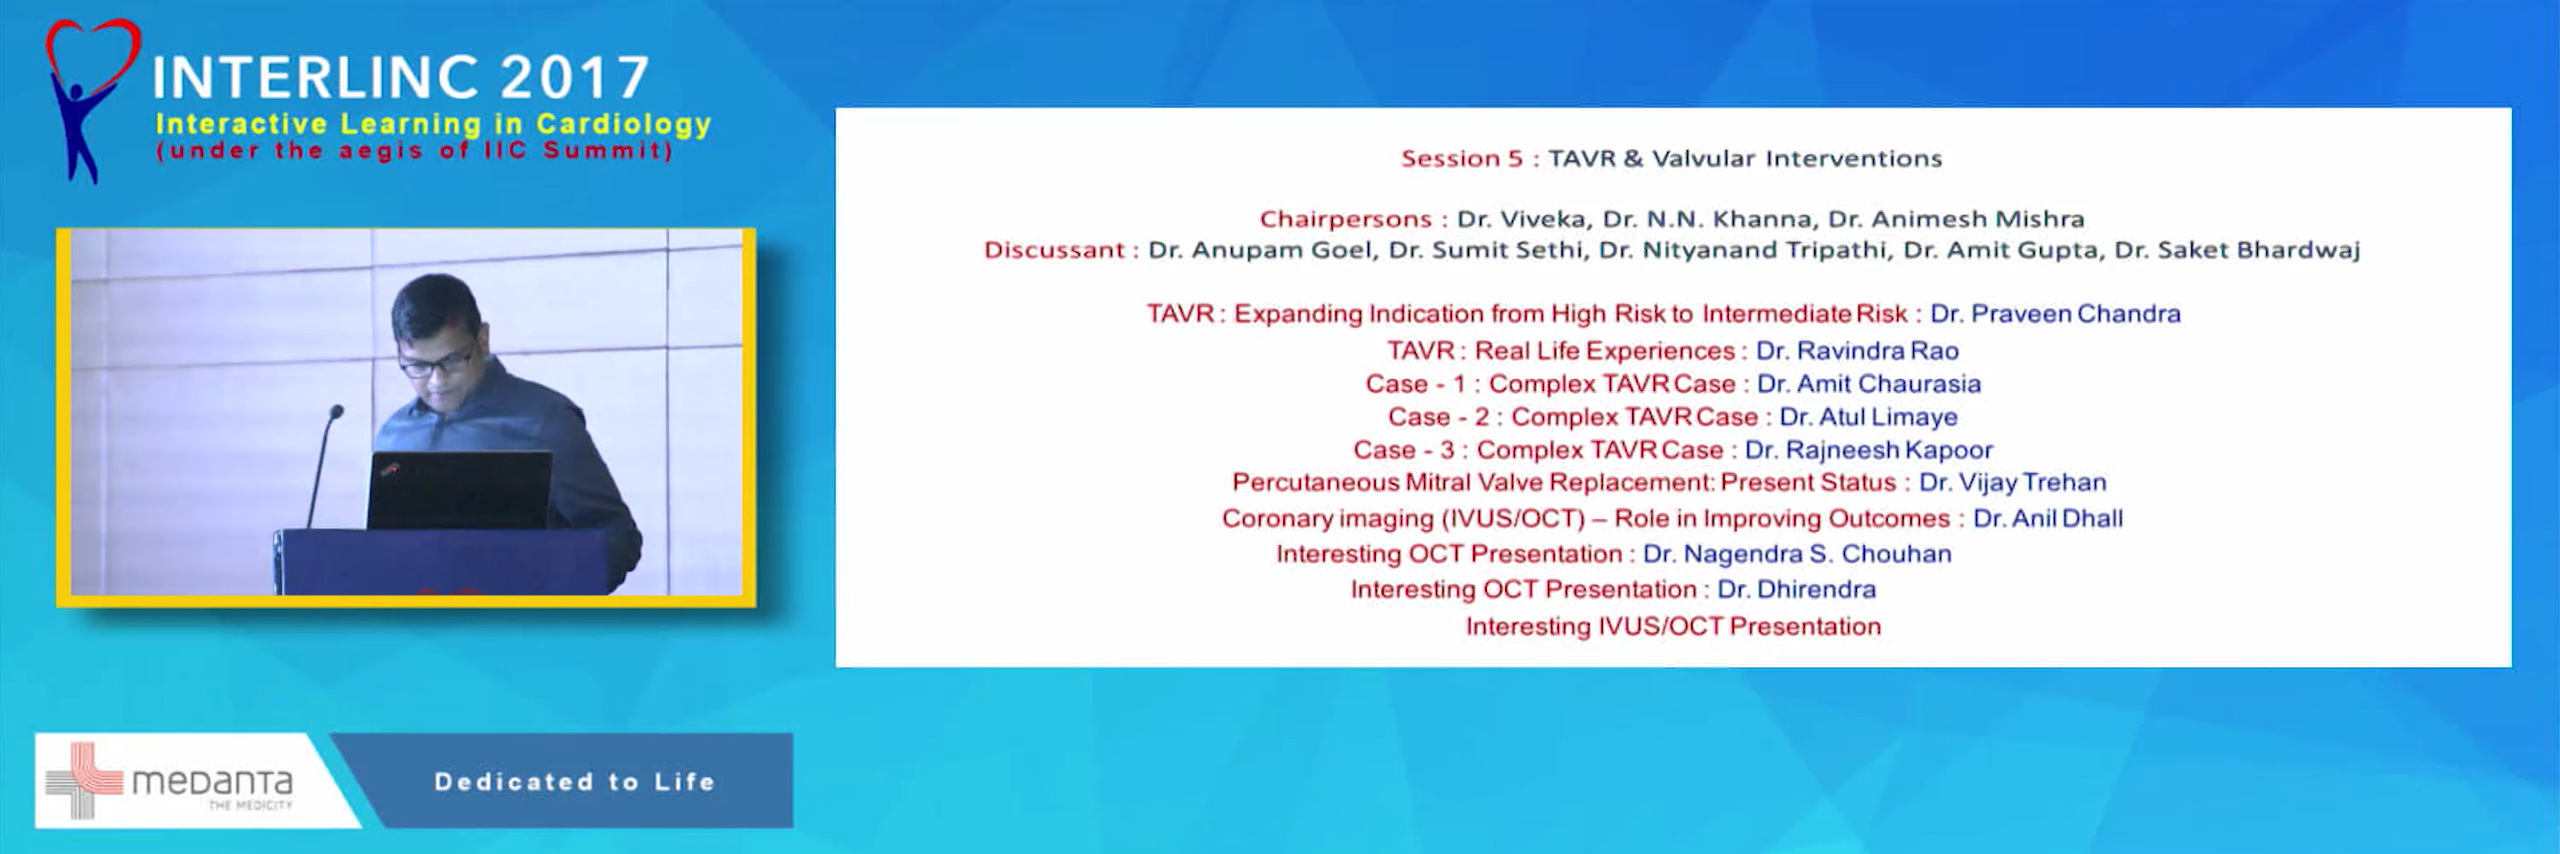 INTERLINC 2017
Interactive Learning in Cardiology
(under the aegis of IIC Summit)
Session 5 : TAVR & Valvular Interventions
Chairpersons : Dr. Viveka, Dr. N.N. Khanna, Dr. Animesh Mishra
Discussant : Dr. Anupam Goel, Dr. Sumit Sethi, Dr. Nityanand Tripathi, Dr. Amit Gupta, Dr. Saket Bhardwaj
TAVR : Expanding Indication from High Risk to Intermediate Risk : Dr. Praveen Chandra
TAVR : Real Life Experiences : Dr. Ravindra Rao
Case - 1 : Complex TAVR Case : Dr. Amit Chaurasia
Case - 2 : Complex TAVR Case : Dr. Atul Limaye
Case - 3 : Complex TAVR Case : Dr. Rajneesh Kapoor
Percutaneous Mitral Valve Replacement: Present Status : Dr. Vijay Trehan
Coronary imaging (IVUS/OCT) – Role in Improving Outcomes : Dr. Anil Dhall
Interesting OCT Presentation : Dr. Nagendra S. Chouhan
Interesting OCT Presentation : Dr. Dhirendra
Interesting IVUS/OCT Presentation
medanta
THE MEDICITY
Dedicated to Life